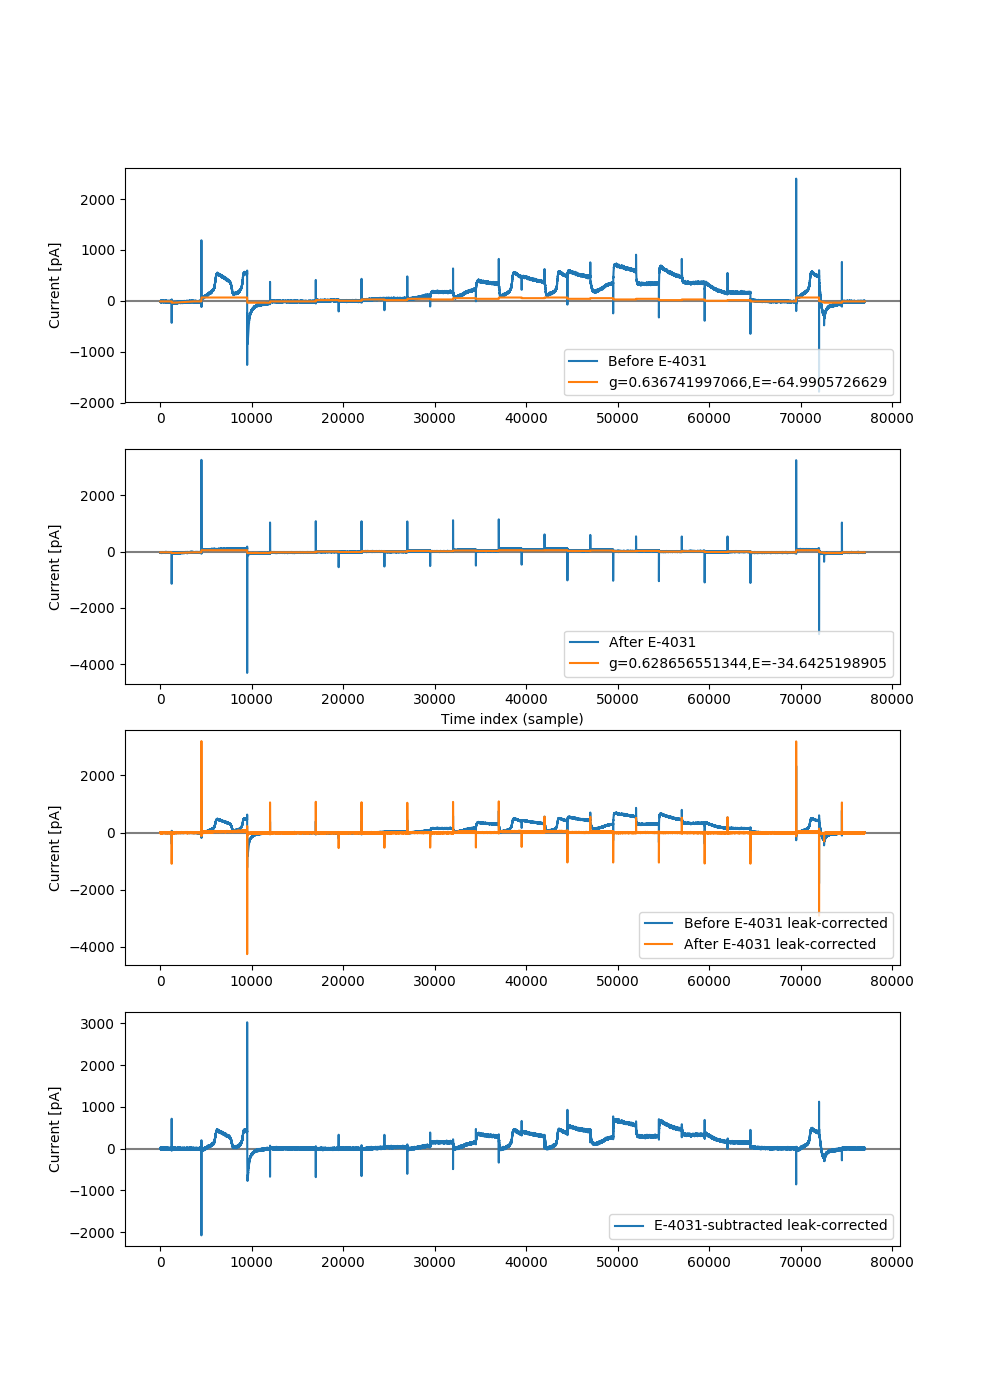 2000
1000
0
−1000
−2000
Current [pA]
Before E-4031
g=0.636741997066,E=-64.9905726629
0 10000 20000 30000 40000 50000 60000 70000 80000
2000
0
−2000
−4000
Current [pA]
After E-4031
g=0.628656551344,E=-34.6425198905
0 10000 20000 30000 40000 50000 60000 70000 80000
Time index (sample)
2000
0
−2000
−4000
Current [pA]
Before E-4031 leak-corrected
After E-4031 leak-corrected
0 10000 20000 30000 40000 50000 60000 70000 80000
3000
2000
1000
0
−1000
−2000
Current [pA]
E-4031-subtracted leak-corrected
0 10000 20000 30000 40000 50000 60000 70000 80000